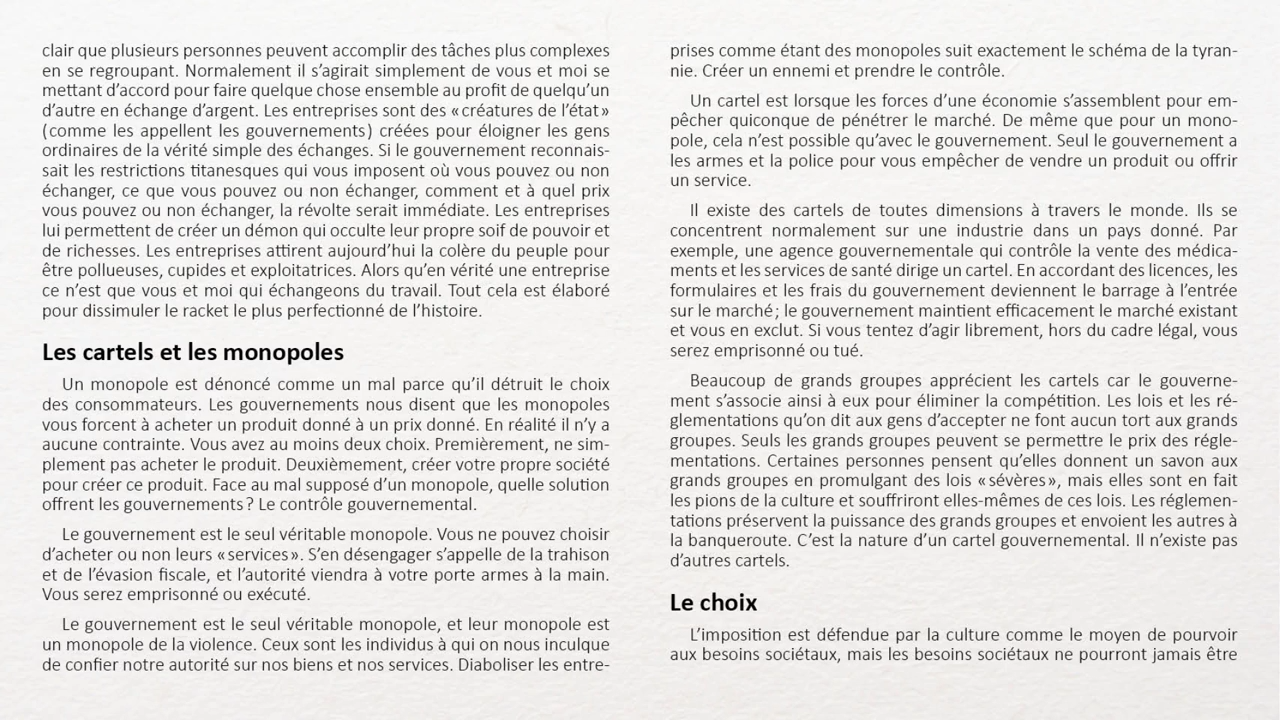 clair que plusieurs personnes peuvent accomplir des tâches plus complexes
en se regroupant. Normalement il s’agirait simplement de vous et moi se
mettant d’accord pour faire quelque chose ensemble au profit de quelqu’un
d’autre en échange d’argent. Les entreprises sont des « créatures de l’état »
(comme les appellent les gouvernements) créées pour éloigner les gens
ordinaires de la vérité simple des échanges. Si le gouvernement reconnais-
sait les restrictions titanesques qui vous imposent où vous pouvez ou non
échanger, ce que vous pouvez ou non échanger, comment et à quel prix
vous pouvez ou non échanger, la révolte serait immédiate. Les entreprises
lui permettent de créer un démon qui occulte leur propre soif de pouvoir et
de richesses. Les entreprises attirent aujourd’hui la colère du peuple pour
être pollueuses, cupides et exploitatrices. Alors qu’en vérité une entreprise
ce n’est que vous et moi qui échangeons du travail. Tout cela est élaboré
pour dissimuler le racket le plus perfectionné de l’histoire.
Les cartels et les monopoles
Un monopole est dénoncé comme un mal parce qu’il détruit le choix
des consommateurs. Les gouvernements nous disent que les monopoles
vous forcent à acheter un produit donné à un prix donné. En réalité il n’y a
aucune contrainte. Vous avez au moins deux choix. Premièrement, ne sim-
plement pas acheter le produit. Deuxièmement, créer votre propre société
pour créer ce produit. Face au mal supposé d’un monopole, quelle solution
offrent les gouvernements ? Le contrôle gouvernemental.
Le gouvernement est le seul véritable monopole. Vous ne pouvez choisir
d’acheter ou non leurs « services ». S’en désengager s’appelle de la trahison
et de l’évasion fiscale, et l’autorité viendra à votre porte armes à la main.
Vous serez emprisonné ou exécuté.
Le gouvernement est le seul véritable monopole, et leur monopole est
un monopole de la violence. Ceux sont les individus à qui on nous inculque
de confier notre autorité sur nos biens et nos services. Diaboliser les entre-
prises comme étant des monopoles suit exactement le schéma de la tyran-
nie. Créer un ennemi et prendre le contrôle.
Un cartel est lorsque les forces d’une économie s’assemblent pour em-
pêcher quiconque de pénétrer le marché. De même que pour un mono-
pole, cela n’est possible qu’avec le gouvernement. Seul le gouvernement a
les armes et la police pour vous empêcher de vendre un produit ou offrir
un service.
Il existe des cartels de toutes dimensions à travers le monde. Ils se
concentrent normalement sur une industrie dans un pays donné. Par
exemple, une agence gouvernementale qui contrôle la vente des médica-
ments et les services de santé dirige un cartel. En accordant des licences, les
formulaires et les frais du gouvernement deviennent le barrage à l’entrée
sur le marché ; le gouvernement maintient efficacement le marché existant
et vous en exclut. Si vous tentez d’agir librement, hors du cadre légal, vous
serez emprisonné ou tué.
Beaucoup de grands groupes apprécient les cartels car le gouverne-
ment s’associe ainsi à eux pour éliminer la compétition. Les lois et les ré-
glementations qu’on dit aux gens d’accepter ne font aucun tort aux grands
groupes. Seuls les grands groupes peuvent se permettre le prix des régle-
mentations. Certaines personnes pensent qu’elles donnent un savon aux
grands groupes en promulgant des lois « sévères », mais elles sont en fait
les pions de la culture et souffriront elles-mêmes de ces lois. Les réglemen-
tations préservent la puissance des grands groupes et envoient les autres à
la banqueroute. C’est la nature d’un cartel gouvernemental. Il n’existe pas
d’autres cartels.
Le choix
L’imposition est défendue par la culture comme le moyen de pourvoir
aux besoins sociétaux, mais les besoins sociétaux ne pourront jamais être